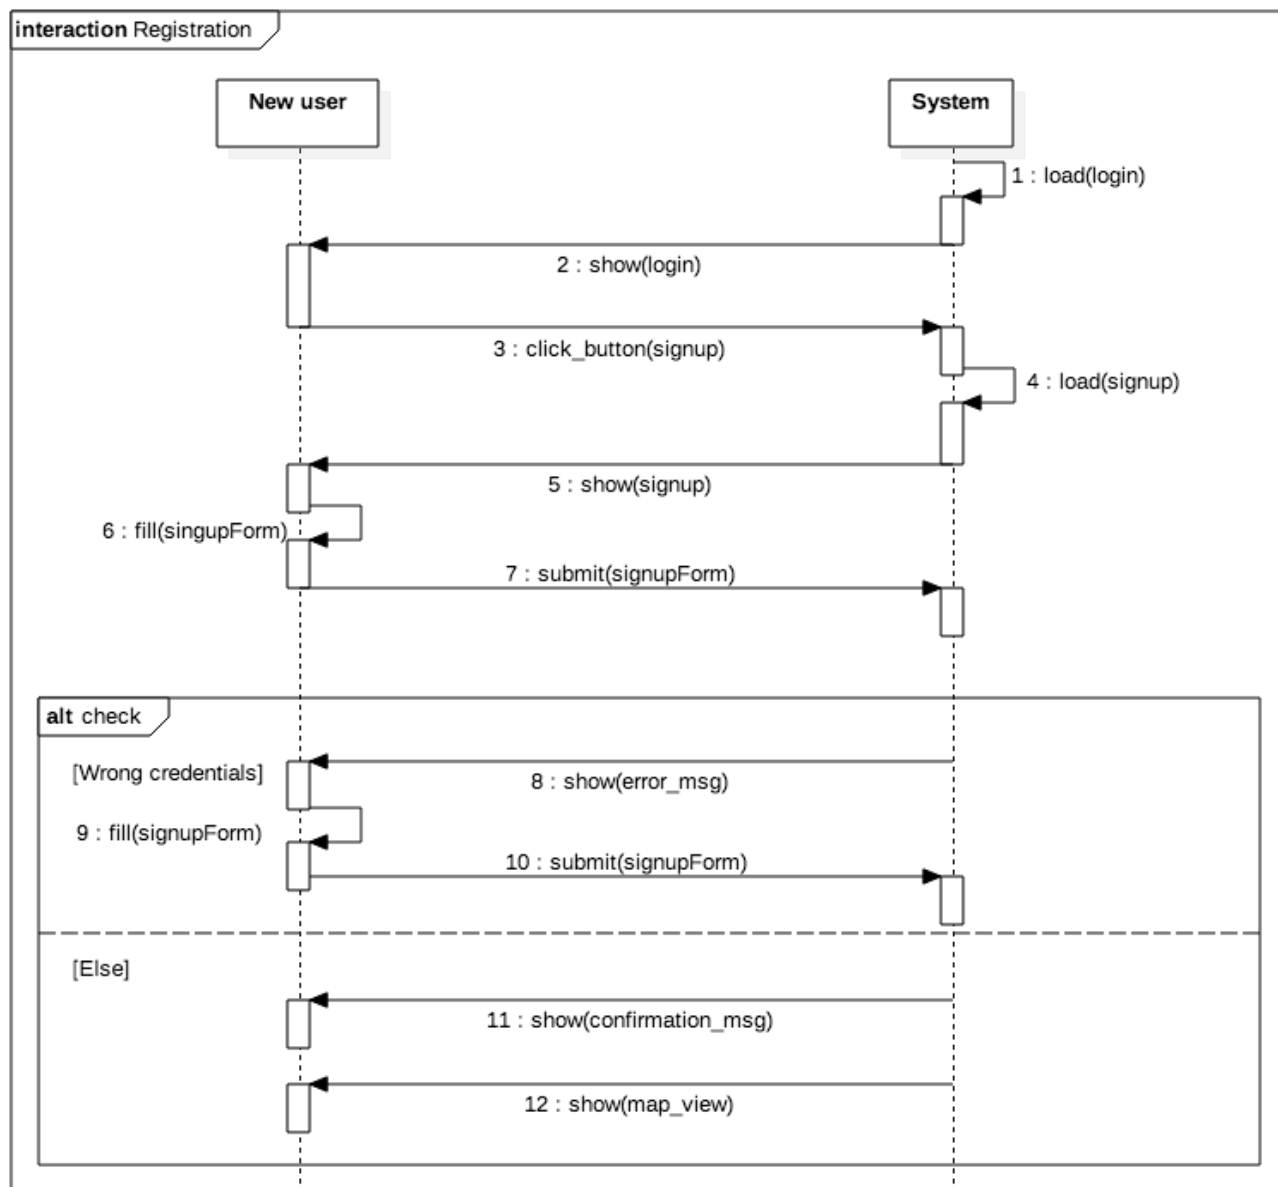 interaction Registration
New user
System
1 : load(login)
2 : show(login)
3 : click_button(signup)
4 : load(signup)
5 : show(signup)
6 : fill(singupForm)
7 : submit(signupForm)
alt check
[Wrong credentials]
8 : show(error_msg)
9 : fill(signupForm)
10 : submit(signupForm)
[Else]
11 : show(confirmation_msg)
12 : show(map_view)